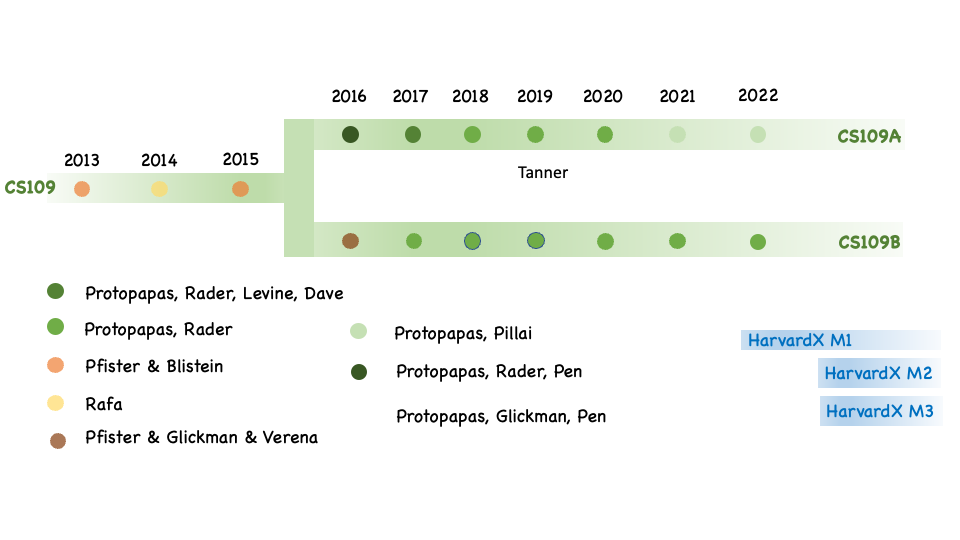 2016 2017 2018 2019 2020 2021 2022
CS109A
2013 2014 2015
CS109
Tanner
CS109B
Protopapas, Rader, Levine, Dave
Protopapas, Rader
Pfister & Blistein
Rafa
Pfister & Glickman & Verena
Protopapas, Pillai
Protopapas, Rader, Pen
Protopapas, Glickman, Pen
HarvardX M1
HarvardX M2
HarvardX M3